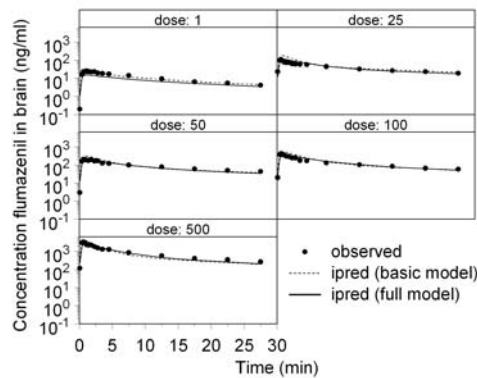 dose: 1
dose: 25
10³
10²
10¹
10⁰
10⁻¹
dose: 50
dose: 100
10³
10²
10¹
10⁰
10⁻¹
dose: 500
10³
10²
10¹
10⁰
10⁻¹
0 5 10 15 20 25 30
Time (min)
Concentration flumazenil in brain (ng/ml)
observed
ipred (basic model)
ipred (full model)